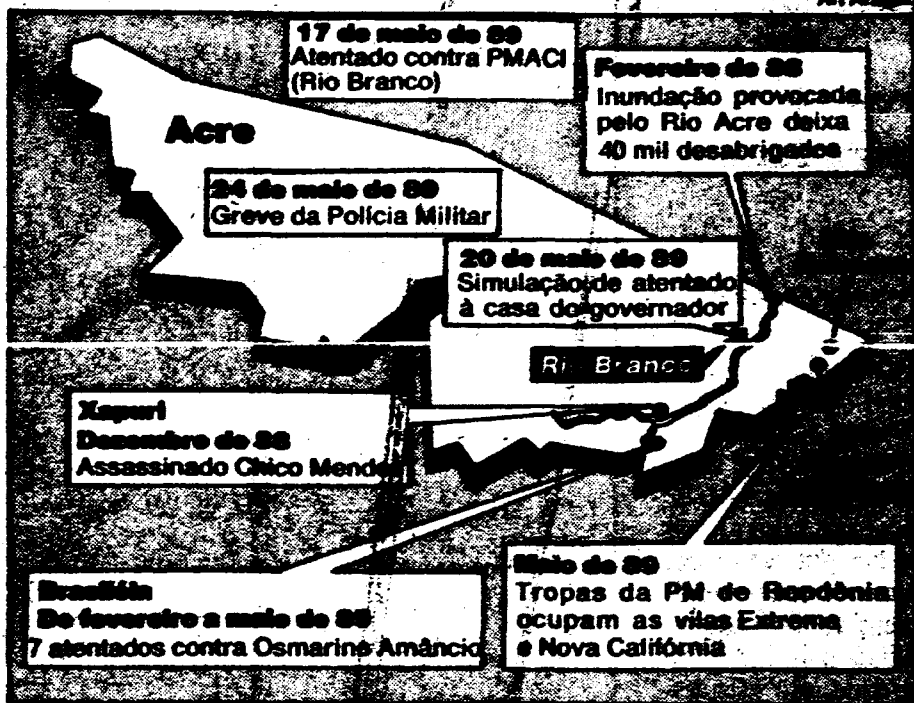 17 de maio de 89
Atentado contra PMACI
(Rio Branco)
Fevereiro de 88
Inundação provocada
pelo Rio Acre deixa
40 mil desabrigados
Acre
24 de maio de 89
Greve da Polícia Militar
20 de maio de 89
Simulação de atentado
à casa do governador
Rio Branco
Xapuri
Dezembro de 88
Assassinado Chico Mendes
Brasiléia
De fevereiro a maio de
7 atentados contra Osmarino Amâncio
Maio de 89
Tropas da PM de Rondônia
ocupam as vilas Extrema
e Nova Califórnia